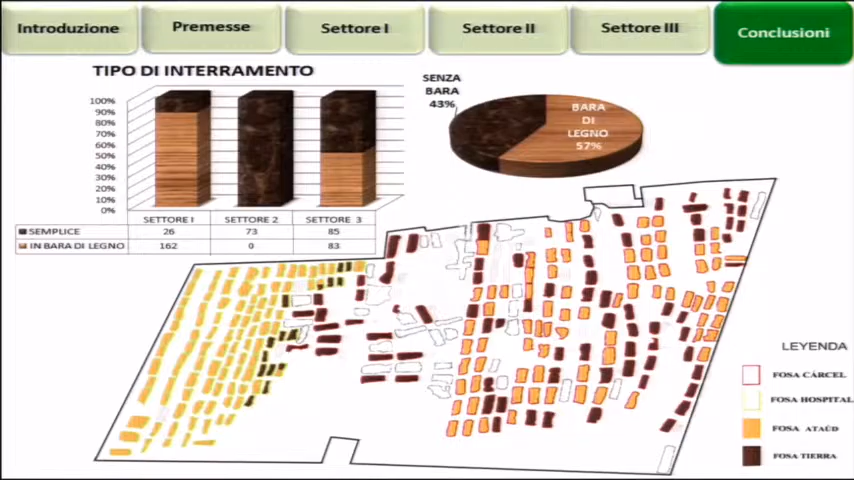 Introduzione Premesse Settore I Settore II Settore III Conclusioni
TIPO DI INTERRAMENTO
100%
90%
80%
70%
60%
50%
40%
30%
20%
10%
0%
SETTORE I SETTORE 2 SETTORE 3
SEMPLICE 26 73 85
IN BARA DI LEGNO 162 0 83
SENZA
BARA
43%
BARA
DI
LEGNO
57%
LEYENDA
FOSA CÁRCEL
FOSA HOSPITAL
FOSA ATAÚD
FOSA TIERRA